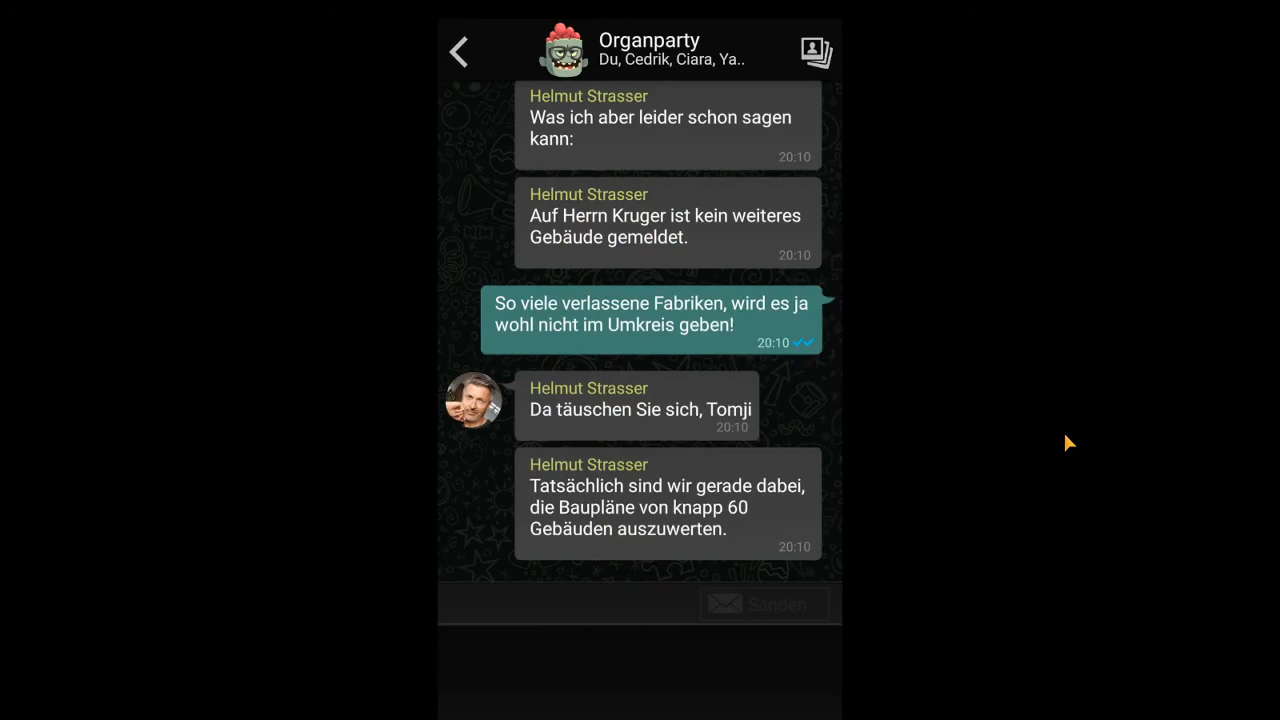 Organparty
Du, Cedrik, Ciara, Ya..
Helmut Strasser
Was ich aber leider schon sagen
kann:
20:10
Helmut Strasser
Auf Herrn Kruger ist kein weiteres
Gebäude gemeldet.
20:10
So viele verlassene Fabriken, wird es ja
wohl nicht im Umkreis geben!
20:10
Helmut Strasser
Da täuschen Sie sich, Tomji
20:10
Helmut Strasser
Tatsächlich sind wir gerade dabei,
die Baupläne von knapp 60
Gebäuden auszuwerten.
20:10
Senden